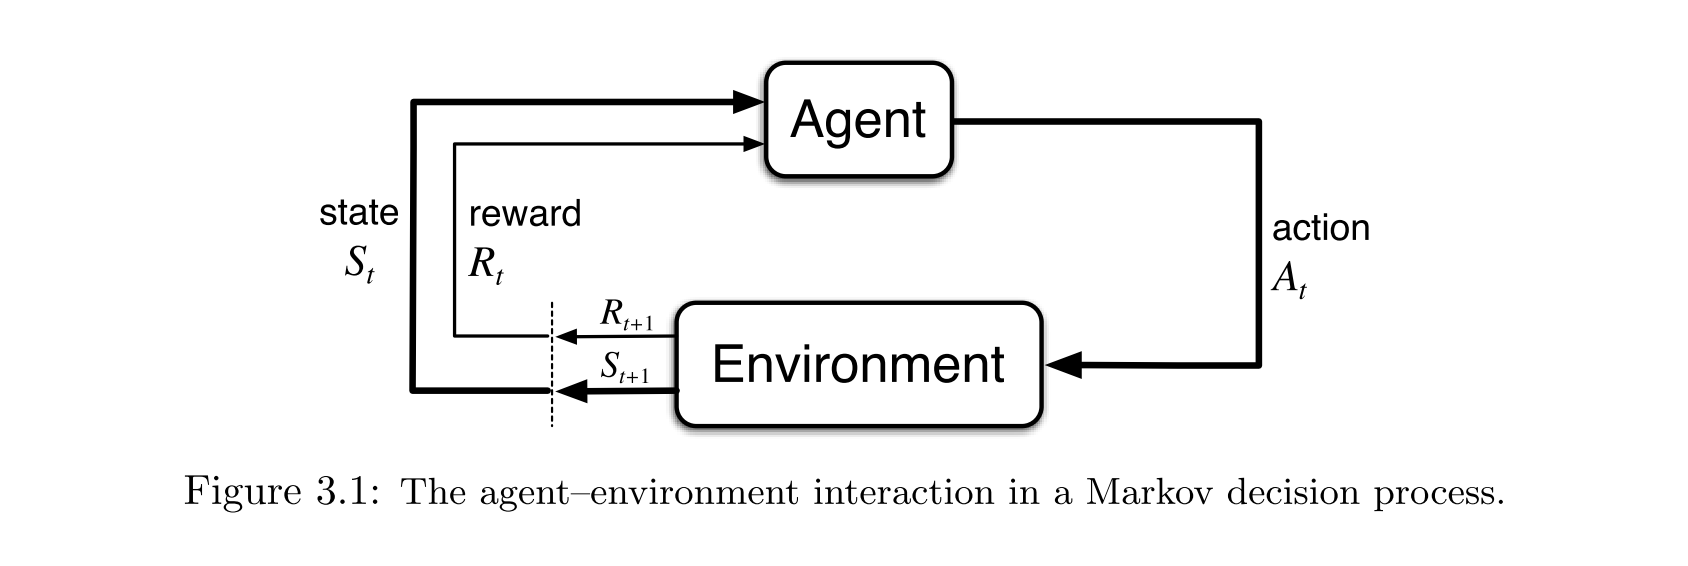 Agent
state
S_t
reward
R_t
action
A_t
R_{t+1}
S_{t+1}
Environment
Figure 3.1: The agent–environment interaction in a Markov decision process.